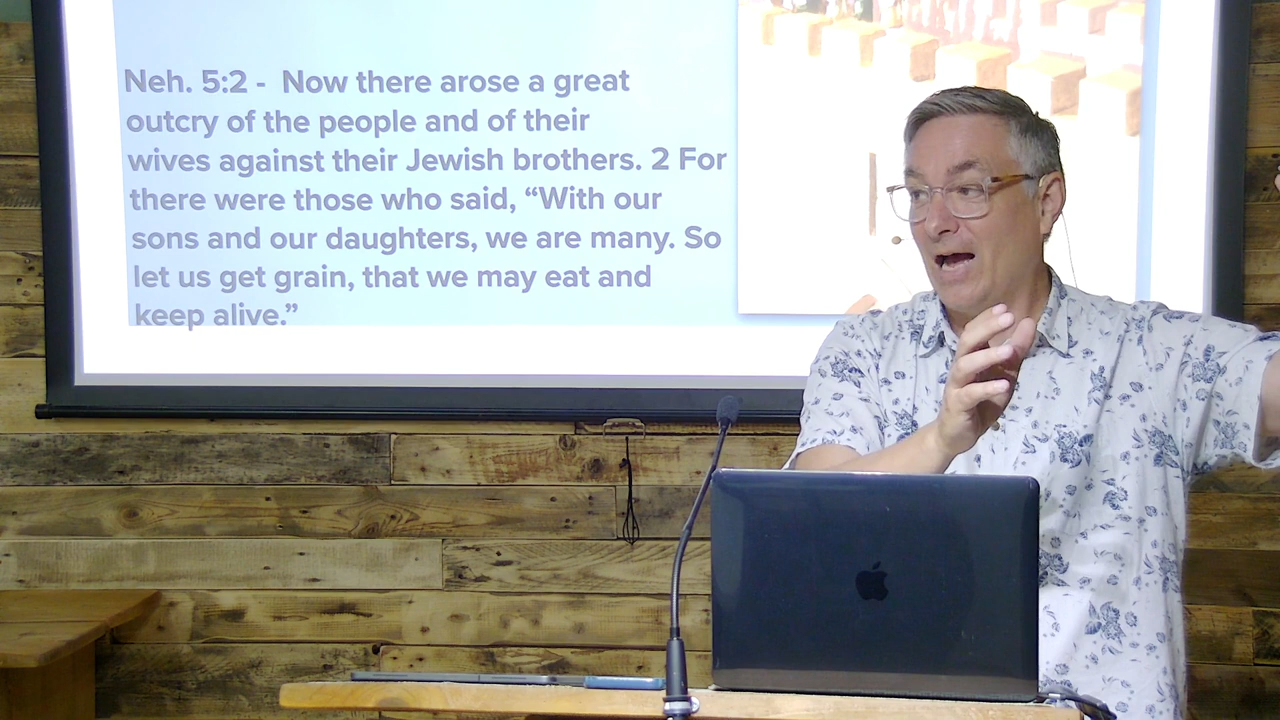 Neh. 5:2 -  Now there arose a great
outcry of the people and of their
wives against their Jewish brothers. 2 For
there were those who said, “With our
sons and our daughters, we are many. So
let us get grain, that we may eat and
keep alive.”